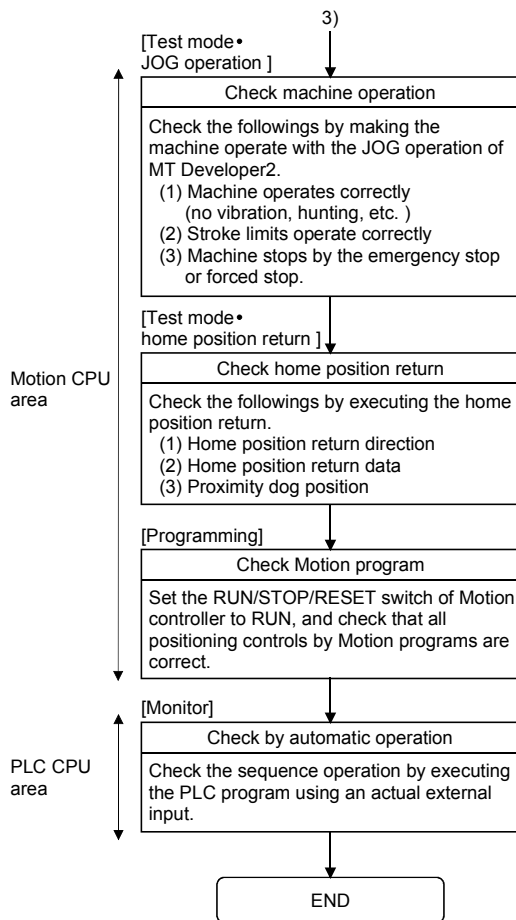 3)
[Test mode•
JOG operation ]
Check machine operation
Check the followings by making the
machine operate with the JOG operation of
MT Developer2.
(1) Machine operates correctly
(no vibration, hunting, etc. )
(2) Stroke limits operate correctly
(3) Machine stops by the emergency stop
or forced stop.
[Test mode•
home position return ]
Motion CPU
area
Check home position return
Check the followings by executing the home
position return.
(1) Home position return direction
(2) Home position return data
(3) Proximity dog position
[Programming]
Check Motion program
Set the RUN/STOP/RESET switch of Motion
controller to RUN, and check that all
positioning controls by Motion programs are
correct.
[Monitor]
PLC CPU
area
Check by automatic operation
Check the sequence operation by executing
the PLC program using an actual external
input.
END